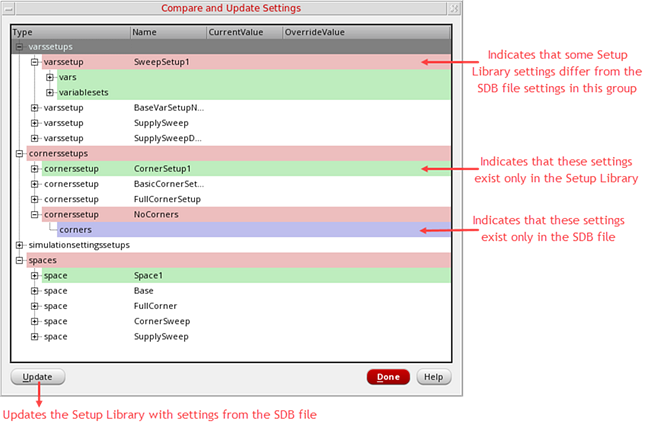 Compare and Update Settings
Type Name CurrentValue OverrideValue
varssetups
varssetup SweepSetup1
vars
variablesets
varssetup BaseVarSetupN...
varssetup SupplySweep
varssetup SupplySweepD...
cornerssetups
cornerssetup CornerSetup1
cornerssetup BasicCornerSet...
cornerssetup FullCornerSetup
cornerssetup NoCorners
corners
simulationsettingssetups
spaces
space Space1
space Base
space FullCorner
space CornerSweep
space SupplySweep
Update Done Help
Indicates that some Setup
Library settings differ from the
SDB file settings in this group
Indicates that these settings
exist only in the Setup Library
Indicates that these settings
exist only in the SDB file
Updates the Setup Library with settings from the SDB file